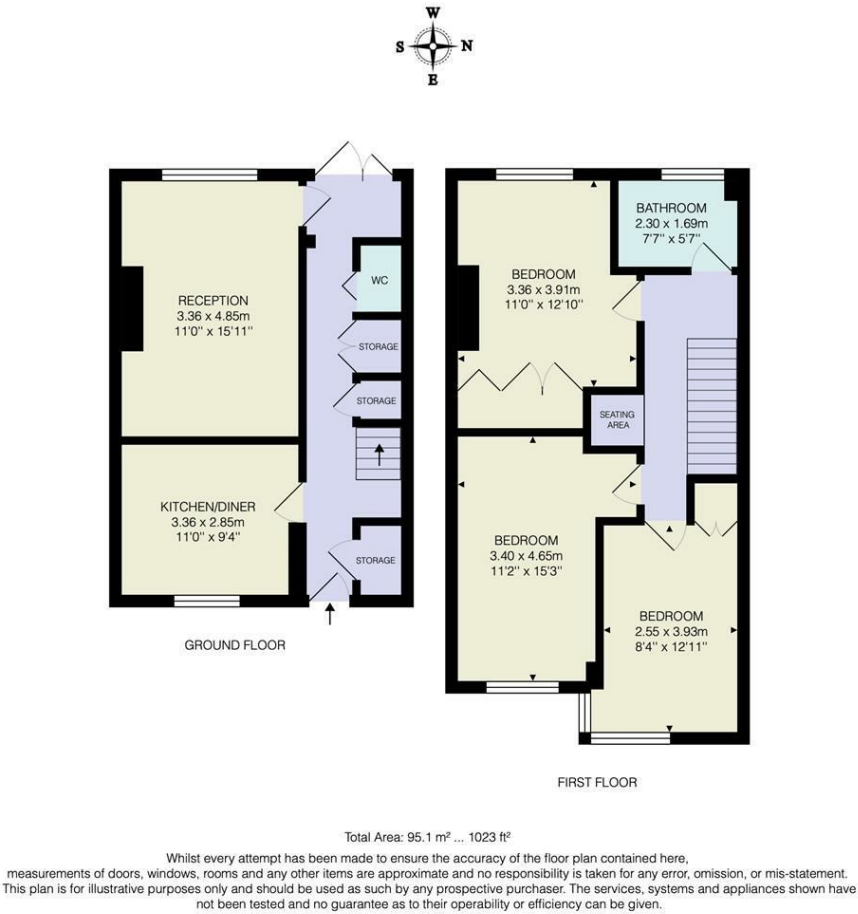 W
S N
E
RECEPTION
3.36 x 4.85m
11'0'' x 15'11''
WC
STORAGE
STORAGE
KITCHEN/DINER
3.36 x 2.85m
11'0'' x 9'4''
STORAGE
GROUND FLOOR
BATHROOM
2.30 x 1.69m
7'7'' x 5'7''
BEDROOM
3.36 x 3.91m
11'0'' x 12'10''
SEATING
AREA
BEDROOM
3.40 x 4.65m
11'2'' x 15'3''
BEDROOM
2.55 x 3.93m
8'4'' x 12'11''
FIRST FLOOR
Total Area: 95.1 m² ... 1023 ft²
Whilst every attempt has been made to ensure the accuracy of the floor plan contained here,
measurements of doors, windows, rooms and any other items are approximate and no responsibility is taken for any error, omission, or mis-statement.
This plan is for illustrative purposes only and should be used as such by any prospective purchaser. The services, systems and appliances shown have
not been tested and no guarantee as to their operability or efficiency can be given.